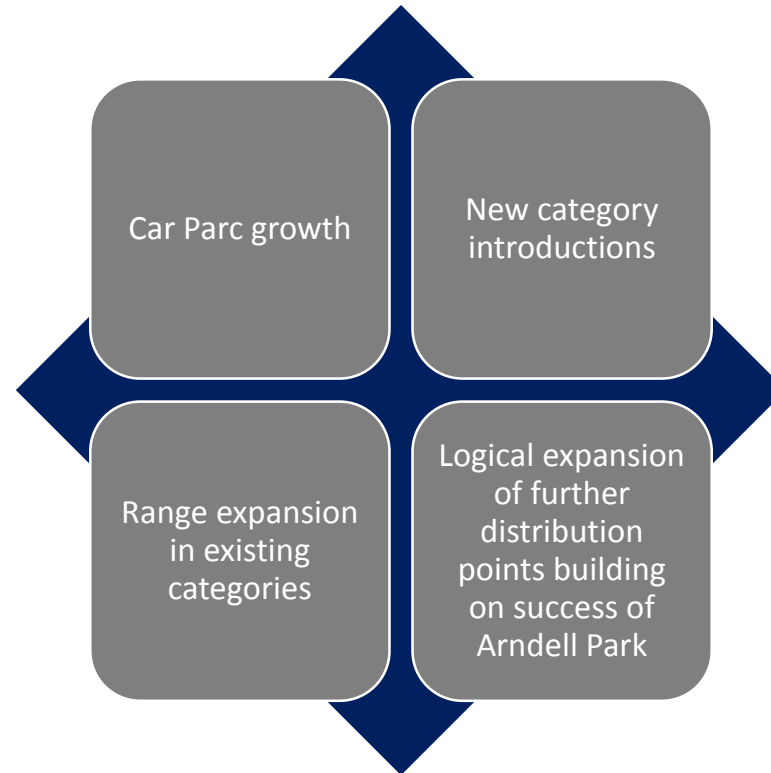 Car Parc growth
New category
introductions
Range expansion
in existing
categories
Logical expansion
of further
distribution
points building
on success of
Arndell Park